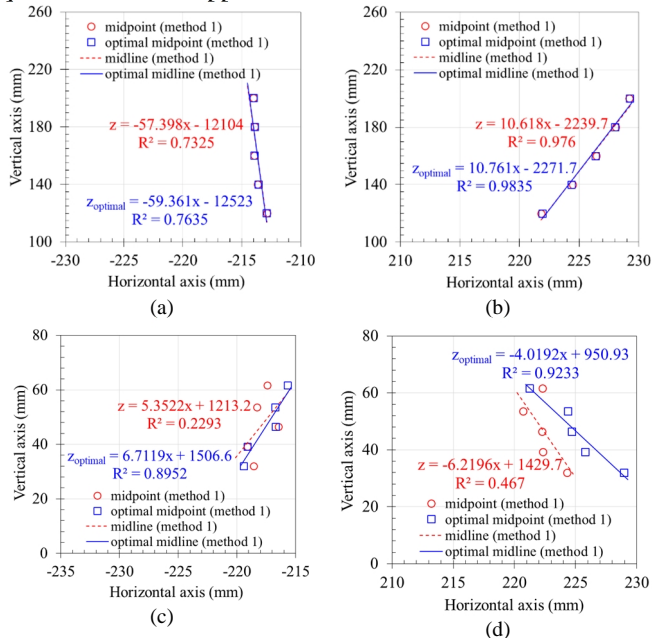 260
220
180
140
100
Vertical axis (mm)
midpoint (method 1)
optimal midpoint (method 1)
midline (method 1)
optimal midline (method 1)
z = -57.398x - 12104
R² = 0.7325
z optimal = -59.361x - 12523
R² = 0.7635
-230 -225 -220 -215 -210
Horizontal axis (mm)
(a)
260
220
180
140
100
Vertical axis (mm)
midpoint (method 1)
optimal midpoint (method 1)
midline (method 1)
optimal midline (method 1)
z = 10.618x - 2239.7
R² = 0.976
z optimal = 10.761x - 2271.7
R² = 0.9835
210 215 220 225 230
Horizontal axis (mm)
(b)
80
60
40
20
0
Vertical axis (mm)
z = 5.3522x + 1213.2
R² = 0.2293
z optimal = 6.7119x + 1506.6
R² = 0.8952
midpoint (method 1)
optimal midpoint (method 1)
midline (method 1)
optimal midline (method 1)
-235 -230 -225 -220 -215
Horizontal axis (mm)
(c)
80
60
40
20
0
Vertical axis (mm)
z optimal = -4.0192x + 950.93
R² = 0.9233
z = -6.2196x + 1429.7
R² = 0.467
midpoint (method 1)
optimal midpoint (method 1)
midline (method 1)
optimal midline (method 1)
210 215 220 225 230
Horizontal axis (mm)
(d)